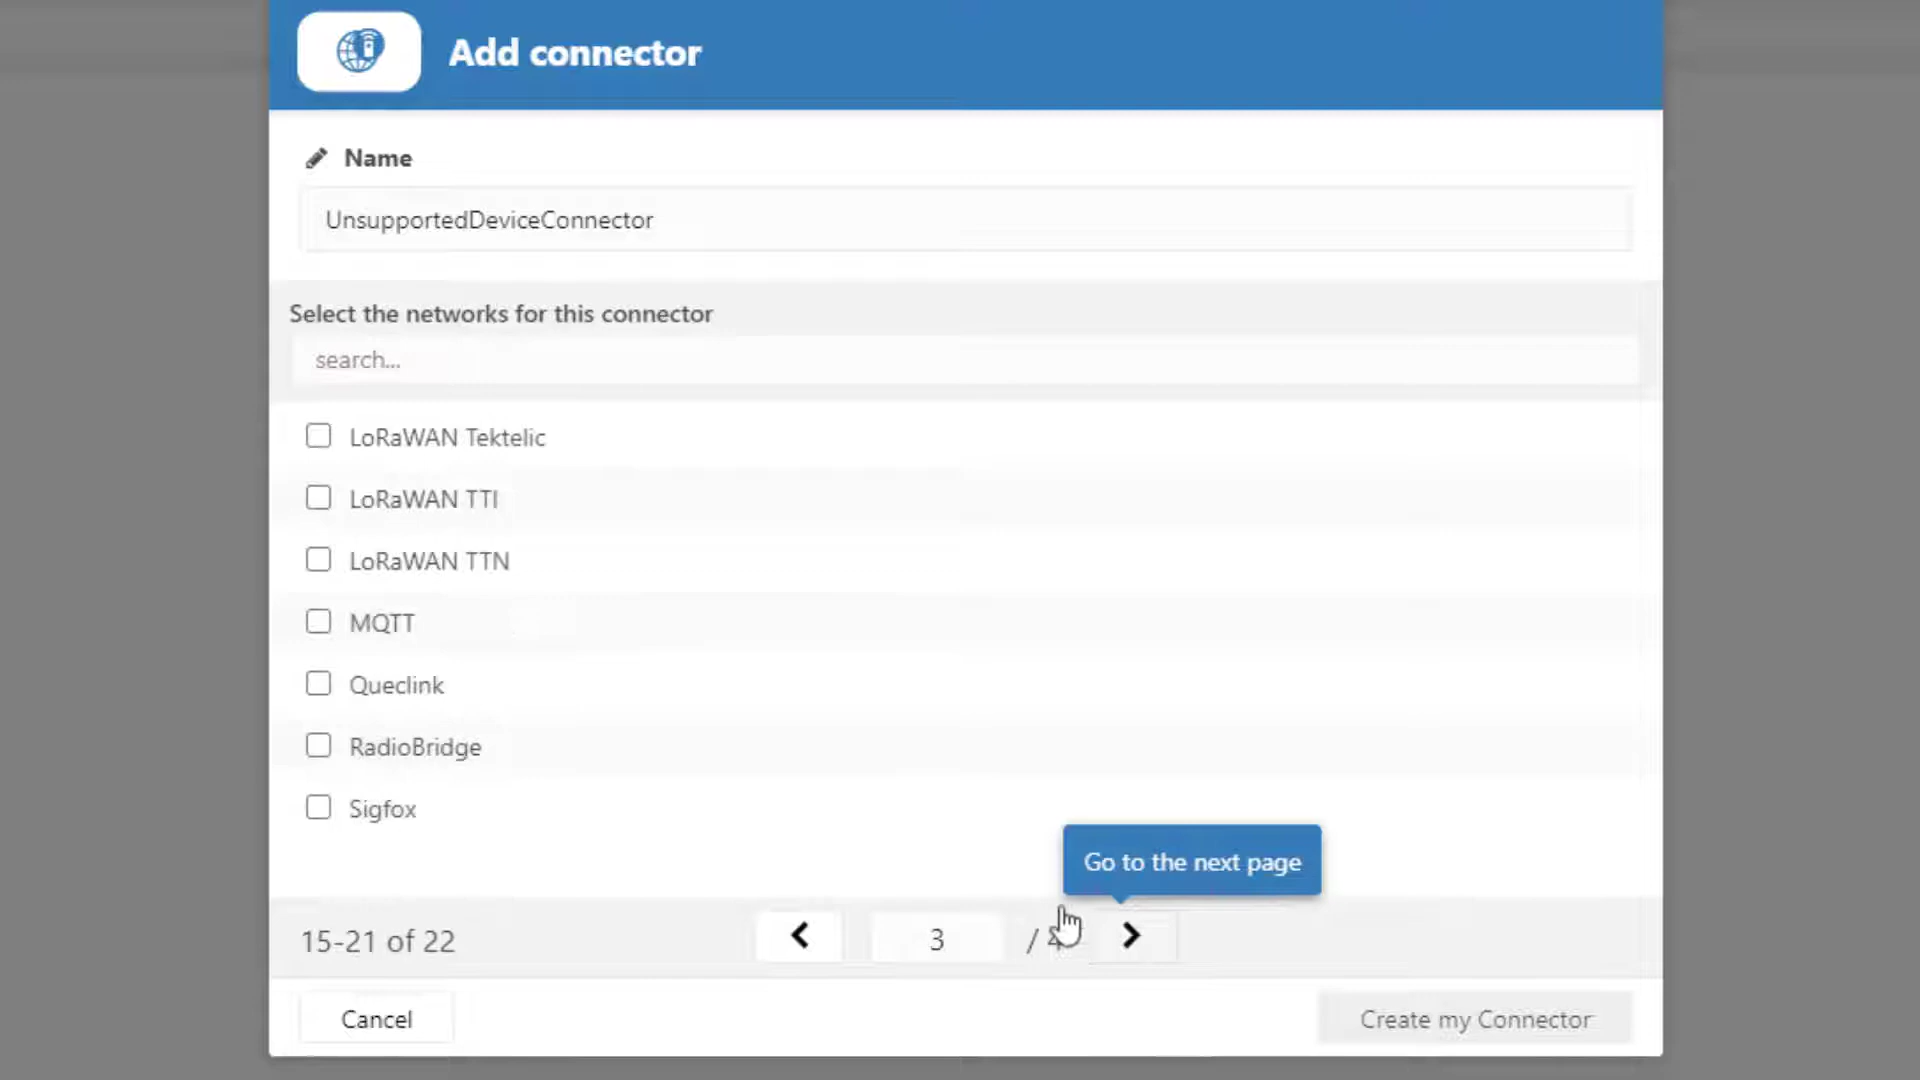 Add connector
Name
UnsupportedDeviceConnector
Select the networks for this connector
search...
LoRaWAN Tektelic
LoRaWAN TTI
LoRaWAN TTN
MQTT
Queclink
RadioBridge
Sigfox
Go to the next page
15-21 of 22
3
/
Cancel
Create my Connector